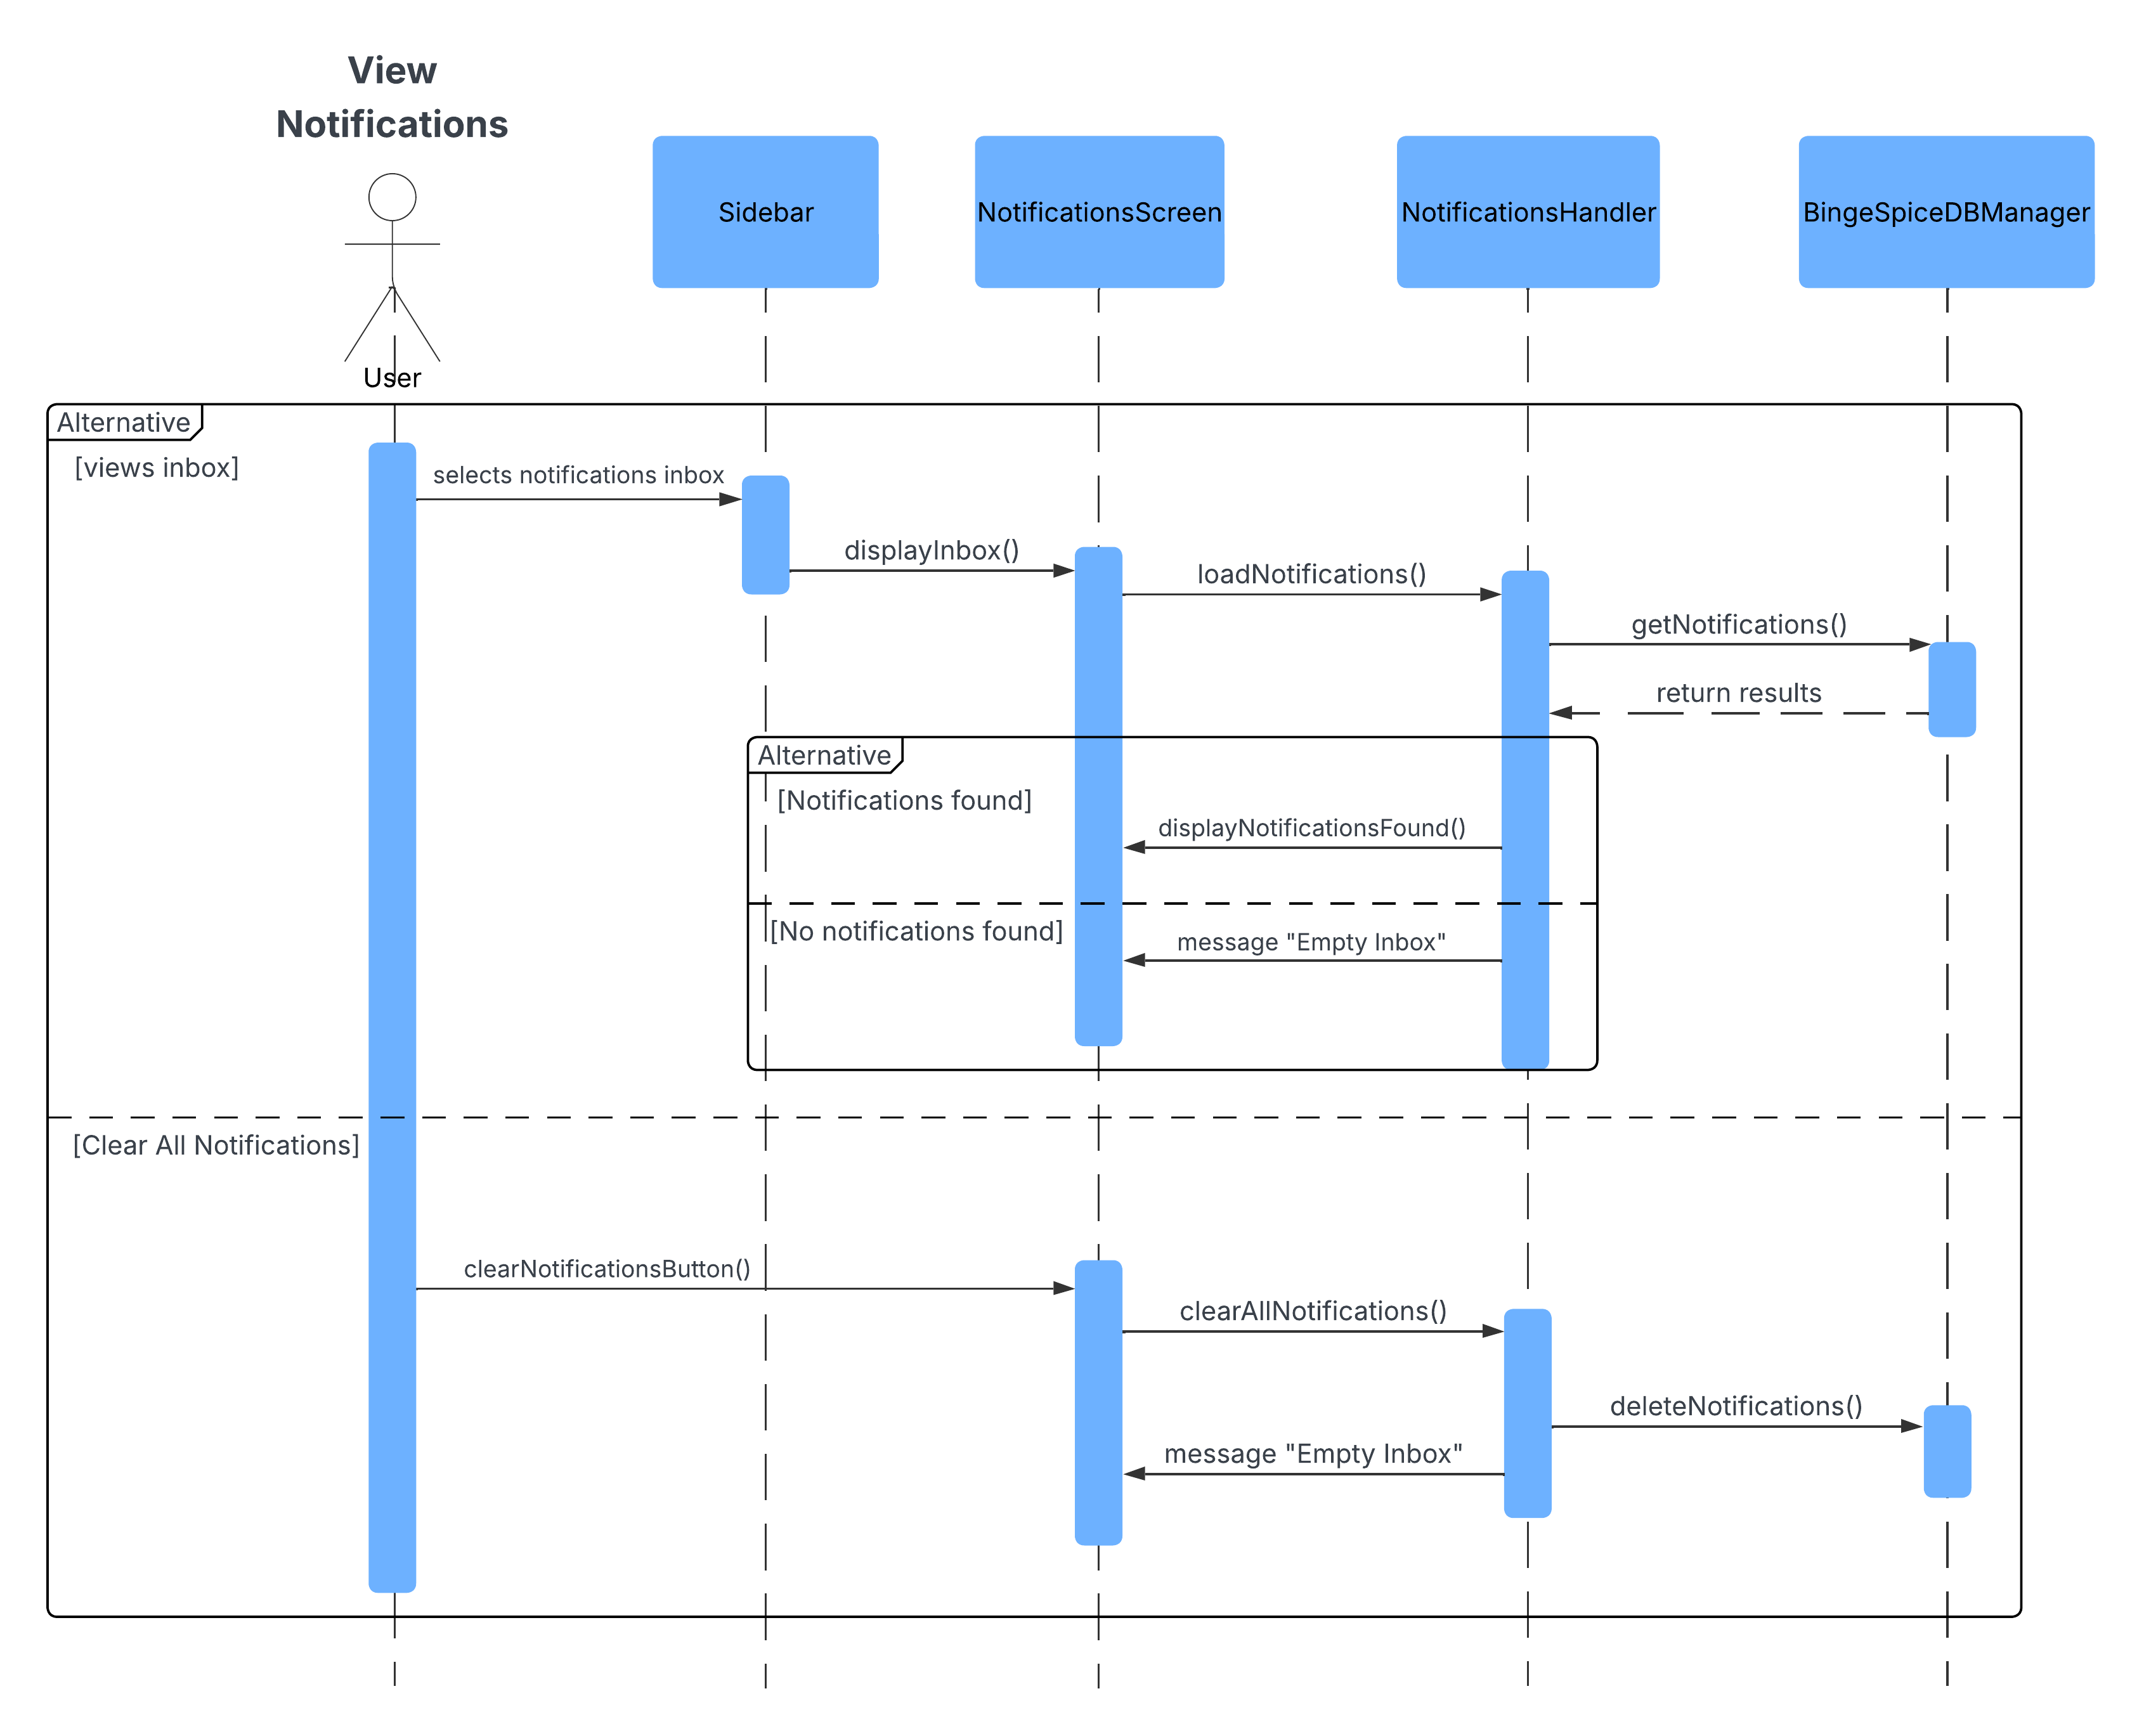 View
Notifications
Sidebar
NotificationsScreen
NotificationsHandler
BingeSpiceDBManager
User
Alternative
[views inbox]
selects notifications inbox
displayInbox()
loadNotifications()
getNotifications()
return results
Alternative
[Notifications found]
displayNotificationsFound()
[No notifications found]
message "Empty Inbox"
[Clear All Notifications]
clearNotificationsButton()
clearAllNotifications()
deleteNotifications()
message "Empty Inbox"